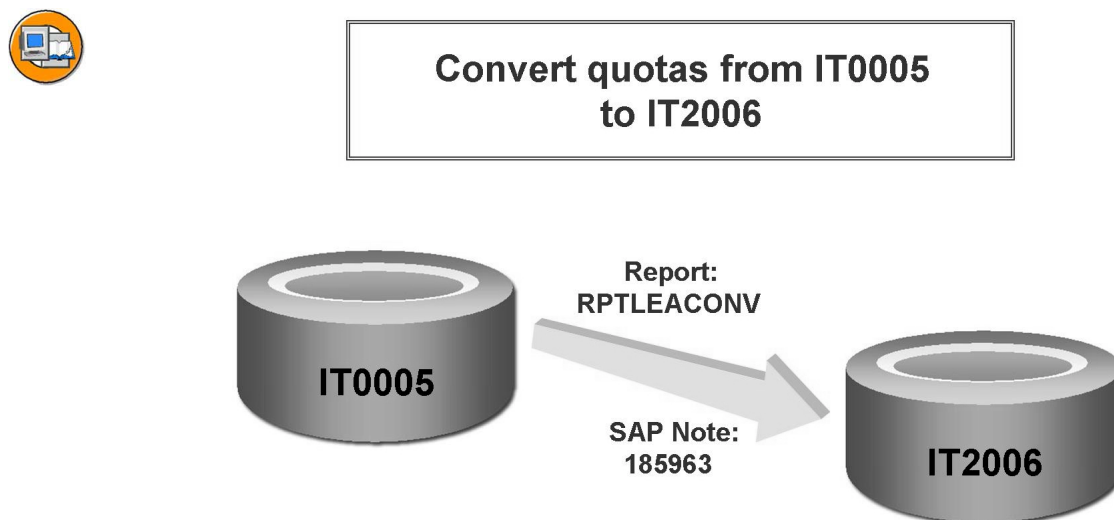 Convert quotas from IT0005
to IT2006
Report:
RPTLEACONV
IT0005
SAP Note:
185963
IT2006